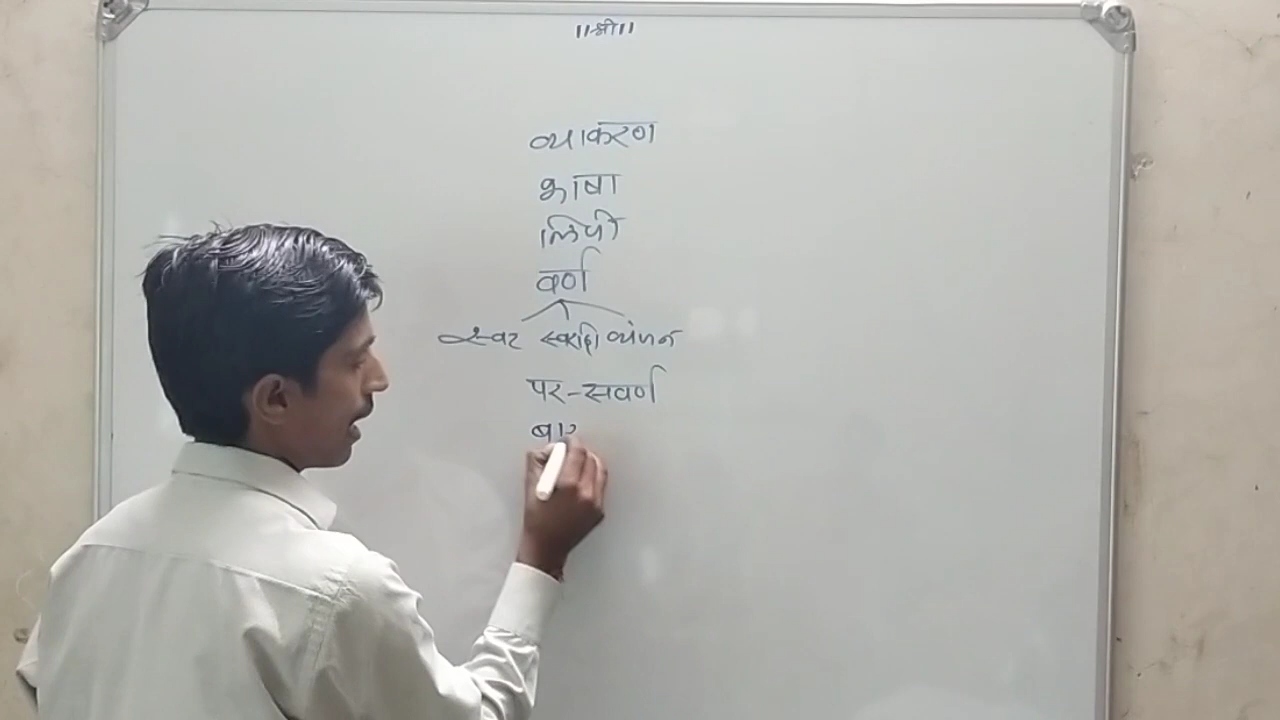 ॥श्री॥
व्याकरण
भाषा
लिपी
वर्ण
स्वर स्वरादी व्यंजन
पर-सवर्ण
बार